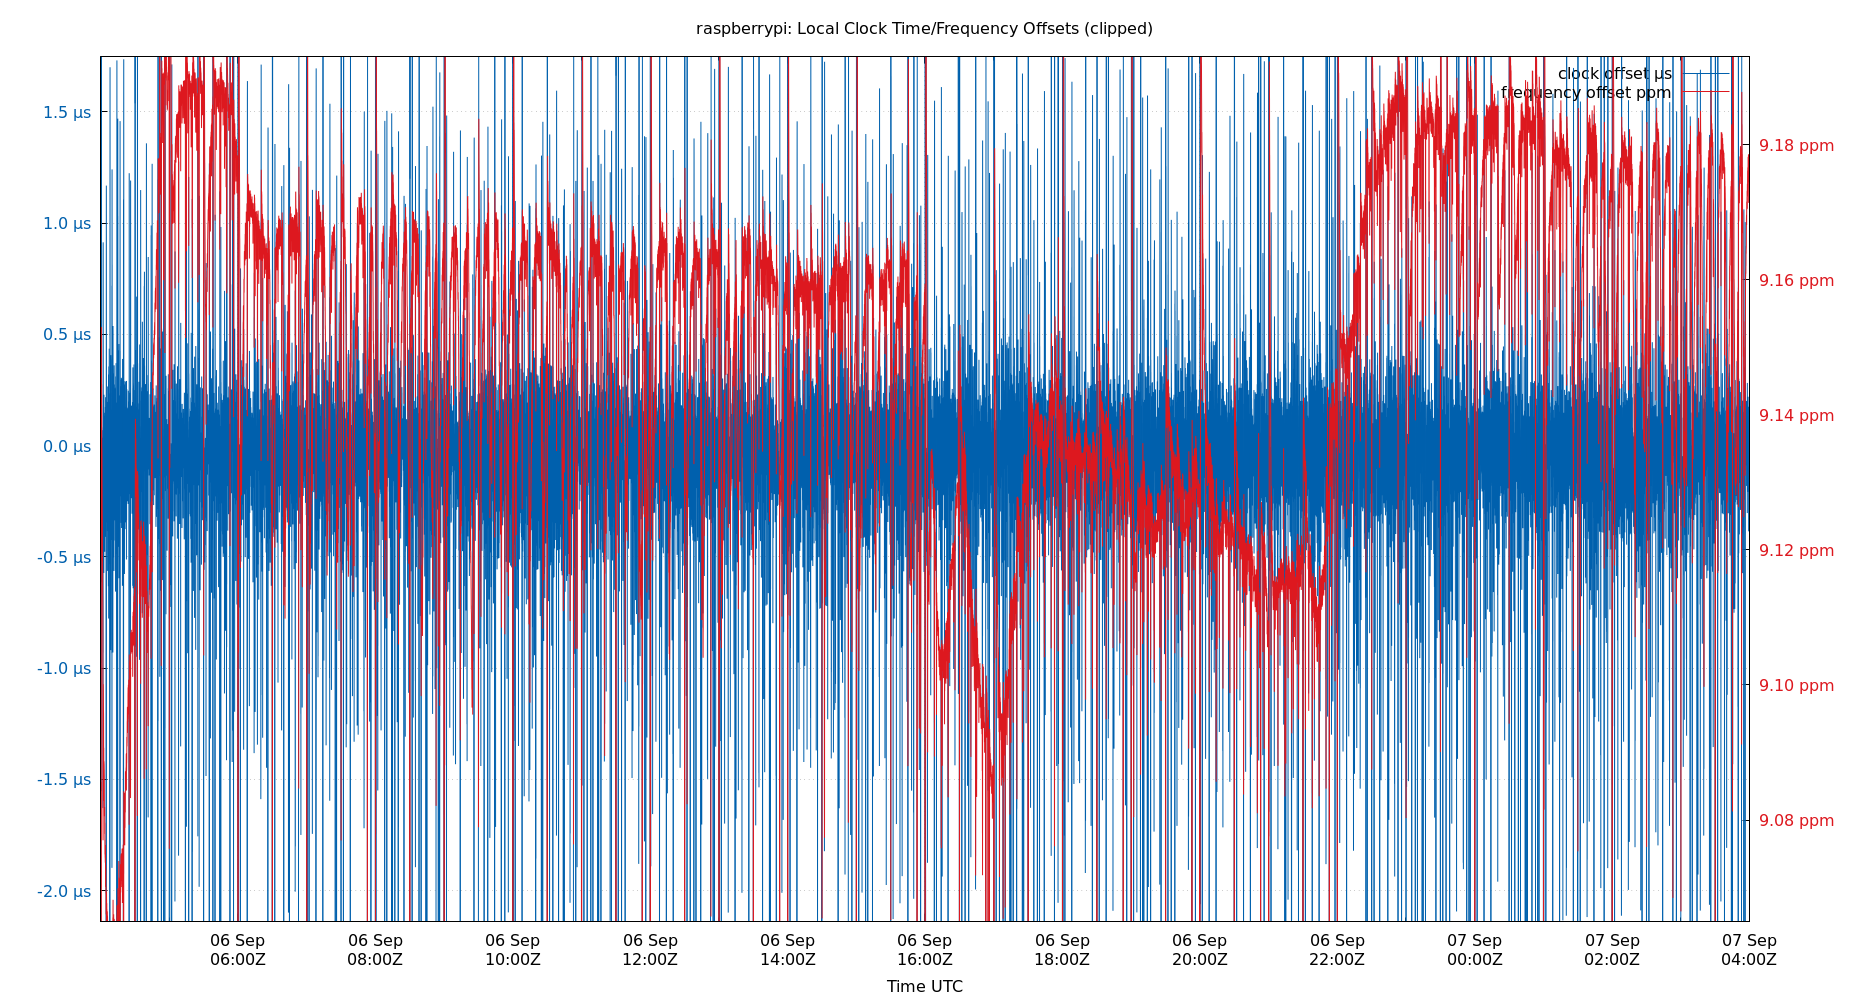 raspberrypi: Local Clock Time/Frequency Offsets (clipped)
clock offset µs
frequency offset ppm
1.5 µs
1.0 µs
0.5 µs
0.0 µs
-0.5 µs
-1.0 µs
-1.5 µs
-2.0 µs
9.18 ppm
9.16 ppm
9.14 ppm
9.12 ppm
9.10 ppm
9.08 ppm
06 Sep 06 Sep 06 Sep 06 Sep 06 Sep 06 Sep 06 Sep 06 Sep 06 Sep 07 Sep 07 Sep 07 Sep
06:00Z 08:00Z 10:00Z 12:00Z 14:00Z 16:00Z 18:00Z 20:00Z 22:00Z 00:00Z 02:00Z 04:00Z
Time UTC